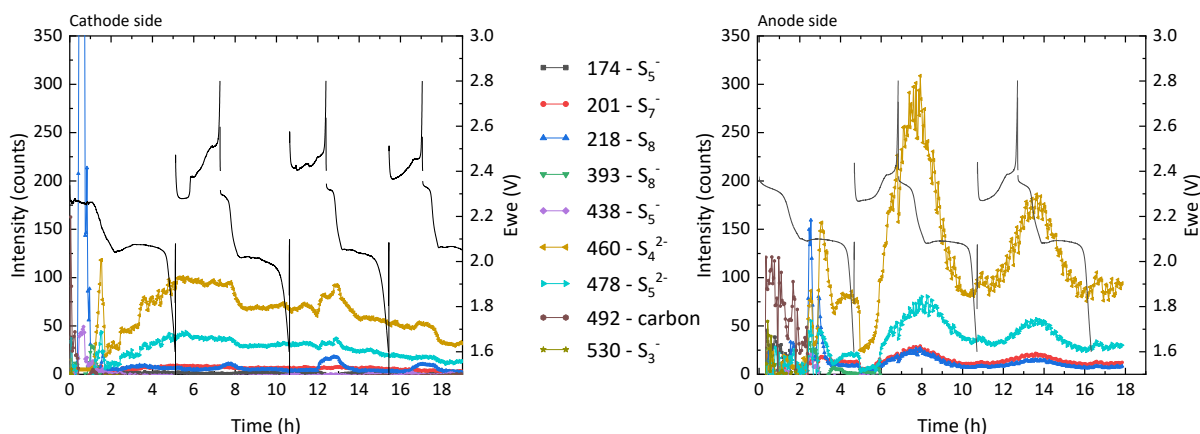 Cathode side
350
300
250
200
150
100
50
0
Intensity (counts)
0 2 4 6 8 10 12 14 16 18
Time (h)
3.0
2.8
2.6
2.4
2.2
2.0
1.8
1.6
Ewe (V)
174 - S₅⁻
201 - S₇⁻
218 - S₈
393 - S₈⁻
438 - S₅⁻
460 - S₄²⁻
478 - S₅²⁻
492 - carbon
530 - S₃⁻
Anode side
350
300
250
200
150
100
50
0
Intensity (counts)
0 2 4 6 8 10 12 14 16 18
Time (h)
3.0
2.8
2.6
2.4
2.2
2.0
1.8
1.6
Ewe (V)